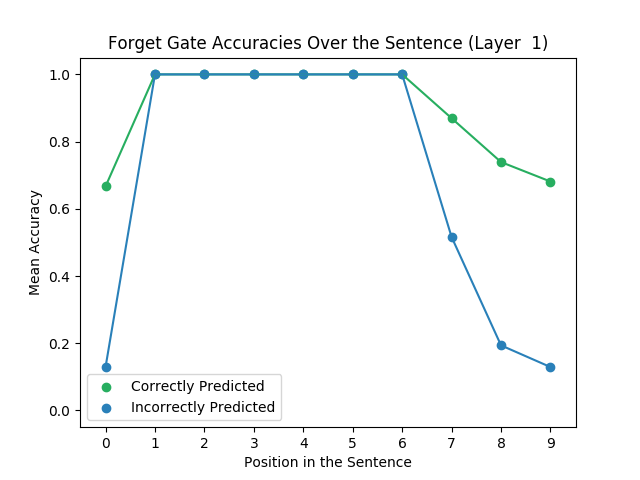 Forget Gate Accuracies Over the Sentence (Layer  1)
1.0
0.8
0.6
0.4
0.2
0.0
Mean Accuracy
Correctly Predicted
Incorrectly Predicted
0 1 2 3 4 5 6 7 8 9
Position in the Sentence